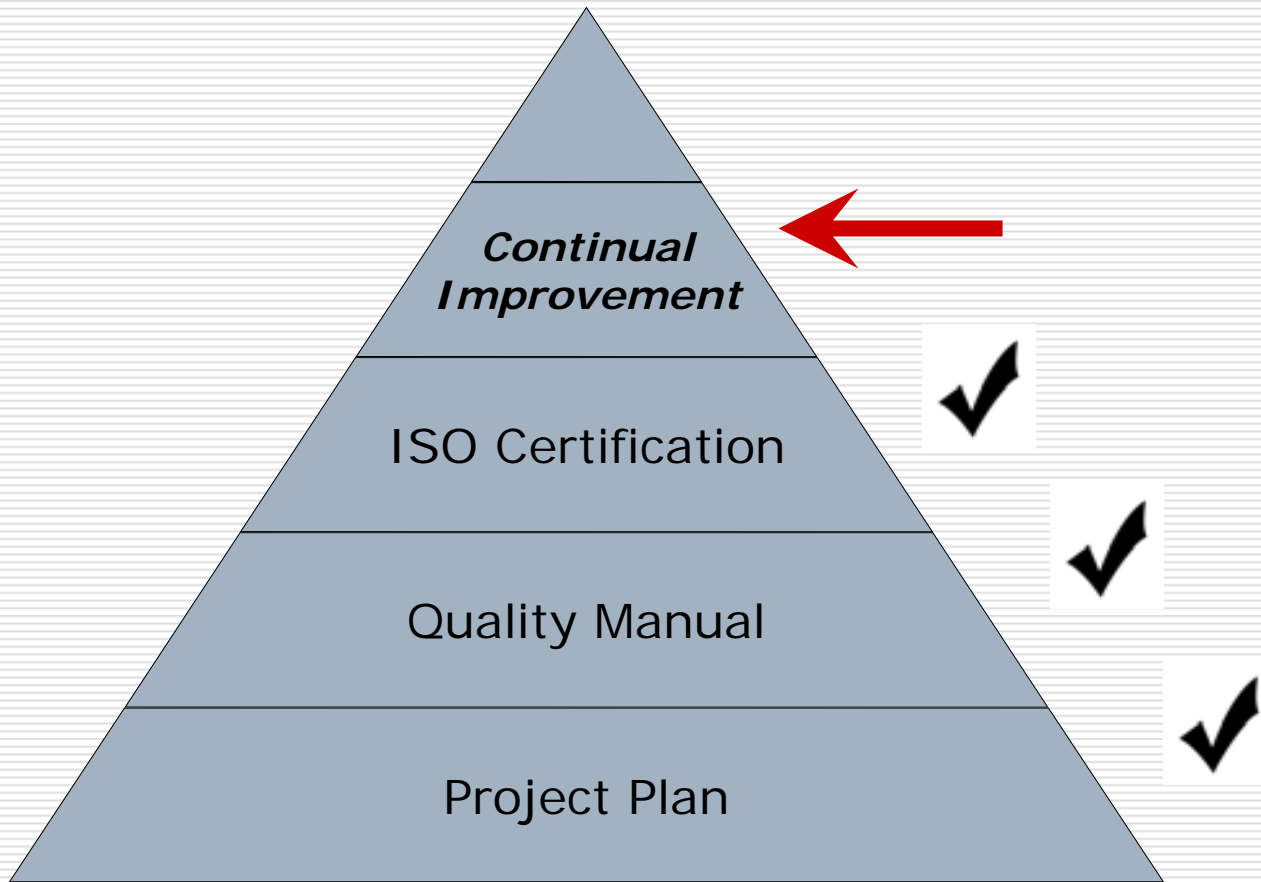 Continual
Improvement
ISO Certification
Quality Manual
Project Plan